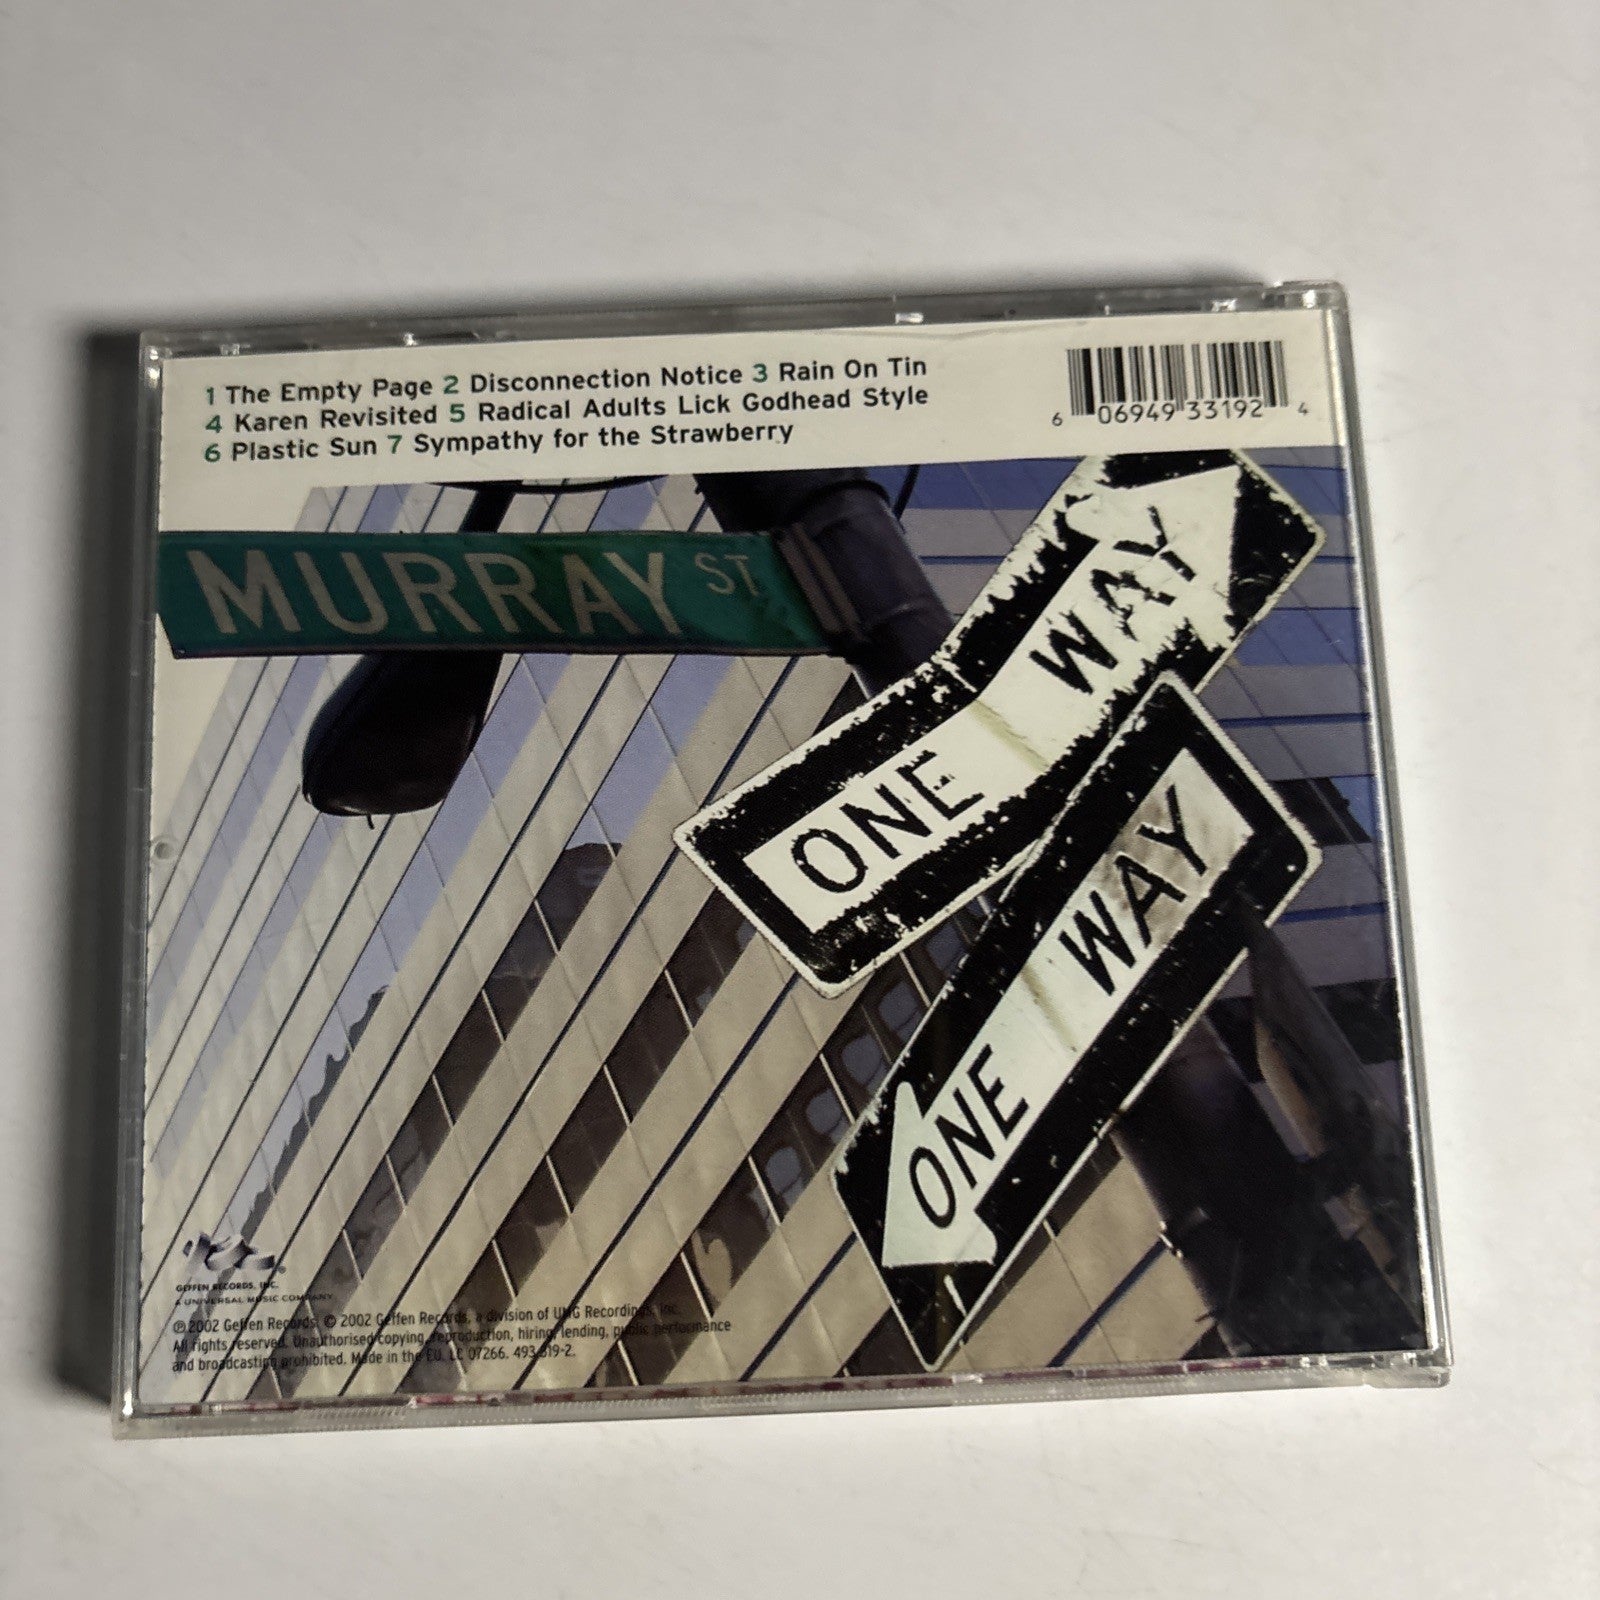 1 The Empty Page 2 Disconnection Notice 3 Rain On Tin
4 Karen Revisited 5 Radical Adults Lick Godhead Style
6 Plastic Sun 7 Sympathy for the Strawberry
6 06949 33192 4
MURRAY ST.
ONE WAY
ONE WAY
GEFFEN RECORDS, INC.
A UNIVERSAL MUSIC COMPANY
℗ 2002 Geffen Records. © 2002 Geffen Records, a division of UMG Recordings, Inc.
All rights reserved. Unauthorised copying, reproduction, hiring, lending, public performance
and broadcasting prohibited. Made in the EU. LC 07266. 493 319-2.